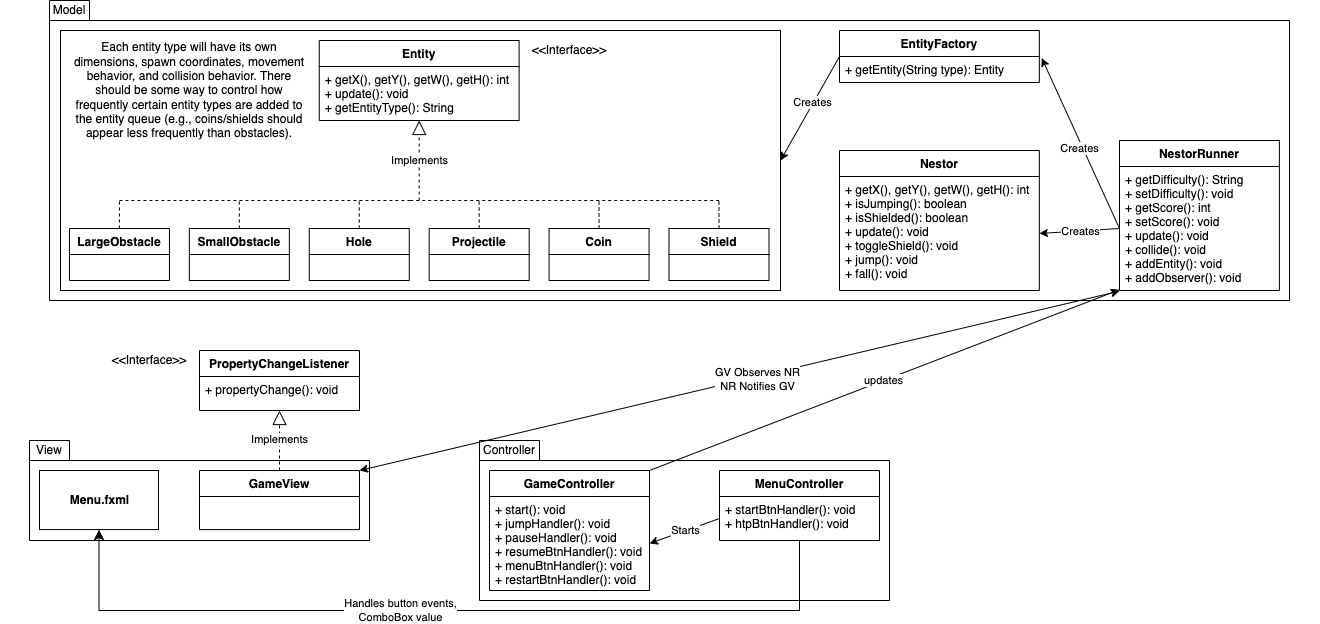 Model
Each entity type will have its own
dimensions, spawn coordinates, movement
behavior, and collision behavior. There
should be some way to control how
frequently certain entity types are added to
the entity queue (e.g., coins/shields should
appear less frequently than obstacles).
Entity
<<Interface>>
+ getX(), getY(), getW(), getH(): int
+ update(): void
+ getEntityType(): String
Implements
LargeObstacle
SmallObstacle
Hole
Projectile
Coin
Shield
EntityFactory
+ getEntity(String type): Entity
Creates
Creates
Nestor
+ getX(), getY(), getW(), getH(): int
+ isJumping(): boolean
+ isShielded(): boolean
+ update(): void
+ toggleShield(): void
+ jump(): void
+ fall(): void
Creates
NestorRunner
+ getDifficulty(): String
+ setDifficulty(): void
+ getScore(): int
+ setScore(): void
+ update(): void
+ collide(): void
+ addEntity(): void
+ addObserver(): void
<<Interface>>
PropertyChangeListener
+ propertyChange(): void
Implements
GV Observes NR
NR Notifies GV
updates
View
Menu.fxml
GameView
Controller
GameController
+ start(): void
+ jumpHandler(): void
+ pauseHandler(): void
+ resumeBtnHandler(): void
+ menuBtnHandler(): void
+ restartBtnHandler(): void
Starts
MenuController
+ startBtnHandler(): void
+ htpBtnHandler(): void
Handles button events,
ComboBox value